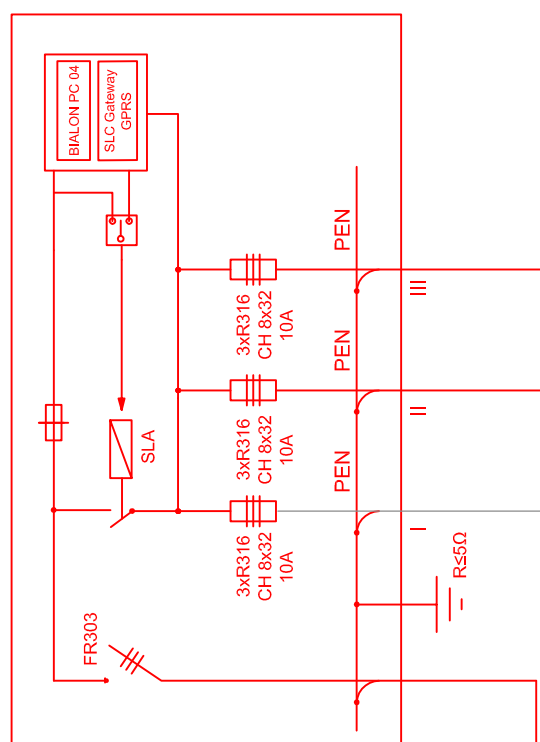 BIALON PC 04
SLC Gateway
GPRS
PEN
3xR316
CH 8x32
10A
III
PEN
3xR316
CH 8x32
10A
II
SLA
PEN
3xR316
CH 8x32
10A
I
R≤5Ω
FR303